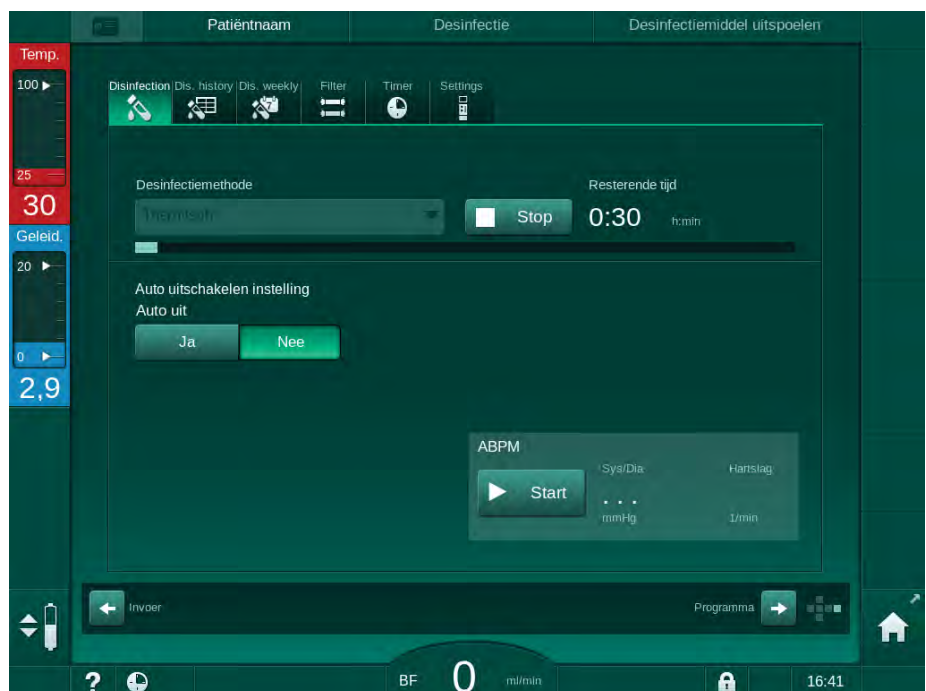 Patiëntnaam Desinfectie Desinfectiemiddel uitspoelen
Temp.
100
25
30
Geleid.
20
0
2,9
Disinfection Dis. history Dis. weekly Filter Timer Settings
7
Desinfectiemethode
Thermisch
Stop
Resterende tijd
0:30 h:min
Auto uitschakelen instelling
Auto uit
Ja Nee
ABPM
Sys/Dia Hartslag
Start
. . .
mmHg 1/min
Invoer Programma
? BF 0 ml/min 16:41